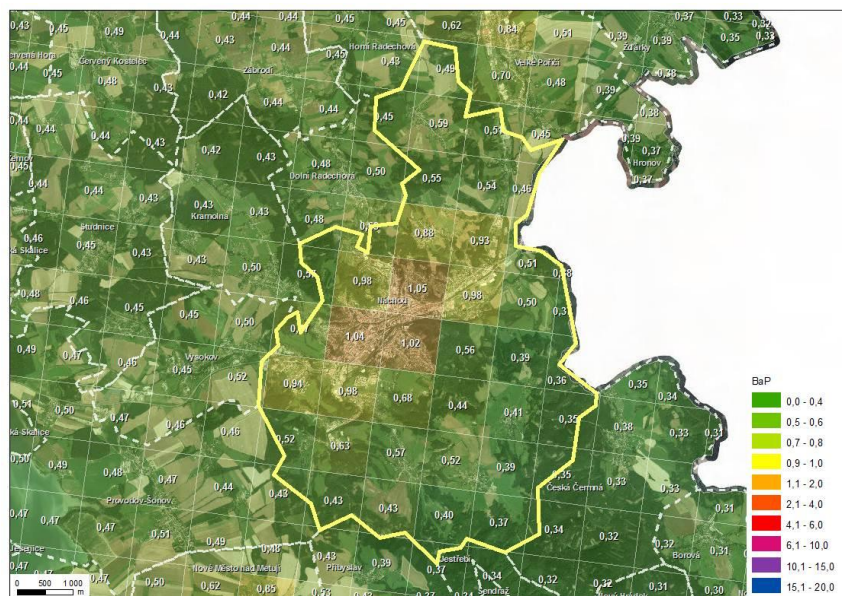 0,43 0,45 0,49 0,44 0,44 0,45 0,45 0,62 0,84 0,51 0,39 0,37 0,33 0,32
Horní Radechová
Žďárky
0,35 0,33
Červený Kostelec
Zábrodí
0,43
Velké Poříčí
0,44 0,45 0,48 0,43 0,44 0,49 0,70 0,48 0,39 0,38
0,44 0,44 0,44 0,43 0,42 0,44 0,44 0,45 0,59 0,45 0,39 0,38
0,37
Hronov
0,37
0,45 0,44 0,44 0,43 0,42 0,43 0,48 0,50 0,55 0,54 0,46
Dolní Radechová
0,43
Kramolna
0,43 0,48 0,88 0,93
Studnice
0,46 0,45 0,43 0,50 0,98 1,05 0,98 0,51
Náchod
0,50
0,48 0,46 0,45 0,45 0,50 1,04 1,02 0,56 0,39
0,49 0,47 0,46
Vysokov
0,45 0,52 0,94 0,98 0,68 0,44 0,41 0,36 0,35 0,34
0,51 0,50 0,47 0,46 0,46 0,52 0,63 0,57 0,52 0,39 0,35 0,38 0,33
0,50 0,49 0,48 0,47 0,44 0,43 0,43 0,43 0,40 0,37 0,35 0,33 0,33
Provodov-Šonov
Česká Čermná
0,47 0,47 0,51 0,49 0,48 0,43 0,39 0,37 0,34 0,34 0,33 0,32 0,31 0,31
Nové Město nad Metují
Přibyslav
Jestřebí
Šendraž
Borová
0,47 0,47 0,50 0,62 0,85 0,53 0,32 0,32 0,31 0,30
BaP
0,0 - 0,4
0,5 - 0,6
0,7 - 0,8
0,9 - 1,0
1,1 - 2,0
2,1 - 4,0
4,1 - 6,0
6,1 - 10,0
10,1 - 15,0
15,1 - 20,0
0 500 1 000
m